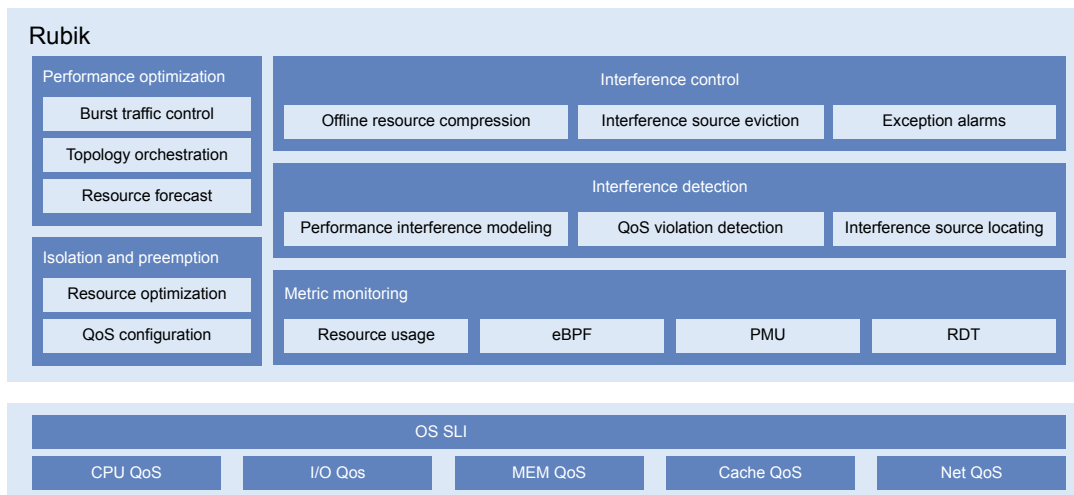 Rubik
Performance optimization
Burst traffic control
Topology orchestration
Resource forecast
Isolation and preemption
Resource optimization
QoS configuration
Interference control
Offline resource compression
Interference source eviction
Exception alarms
Interference detection
Performance interference modeling
QoS violation detection
Interference source locating
Metric monitoring
Resource usage
eBPF
PMU
RDT
OS SLI
CPU QoS
I/O Qos
MEM QoS
Cache QoS
Net QoS